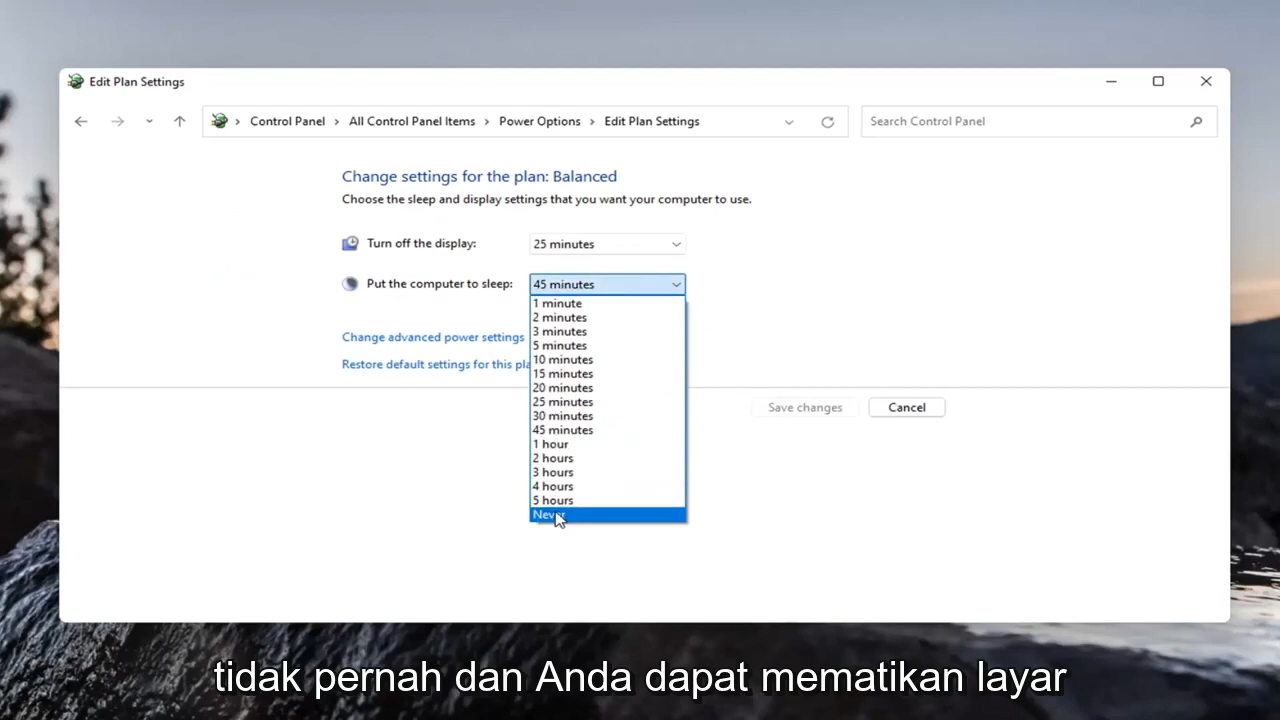 Edit Plan Settings
Control Panel > All Control Panel Items > Power Options > Edit Plan Settings
Search Control Panel
Change settings for the plan: Balanced
Choose the sleep and display settings that you want your computer to use.
Turn off the display: 25 minutes
Put the computer to sleep: 45 minutes
1 minute
2 minutes
3 minutes
5 minutes
10 minutes
15 minutes
20 minutes
25 minutes
30 minutes
45 minutes
1 hour
2 hours
3 hours
4 hours
5 hours
Never
Change advanced power settings
Restore default settings for this pla
Save changes
Cancel
tidak pernah dan Anda dapat mematikan layar